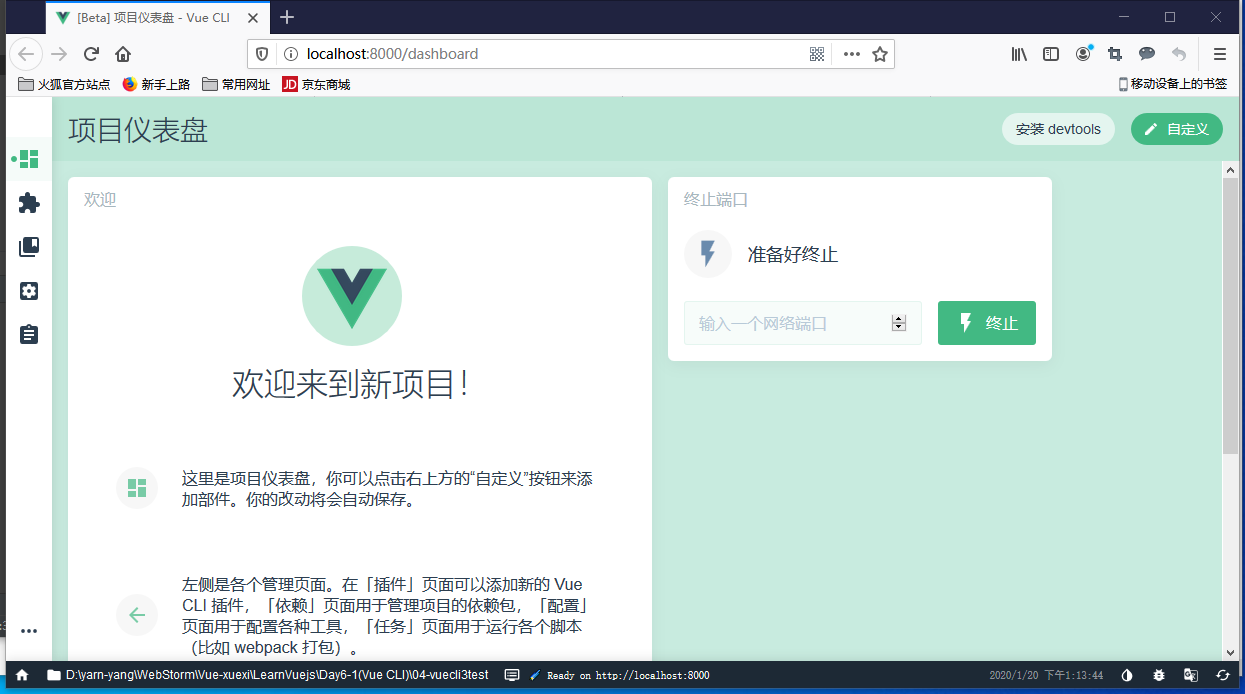 [Beta] 项目仪表盘 - Vue CLI
localhost:8000/dashboard
火狐官方站点 新手上路 常用网址 JD 京东商城 移动设备上的书签
项目仪表盘
安装 devtools
自定义
欢迎
欢迎来到新项目！
这里是项目仪表盘，你可以点击右上方的“自定义”按钮来添
加部件。你的改动将会自动保存。
左侧是各个管理页面。在「插件」页面可以添加新的 Vue
CLI 插件，「依赖」页面用于管理项目的依赖包，「配置」
页面用于配置各种工具，「任务」页面用于运行各个脚本
（比如 webpack 打包）。
终止端口
准备好终止
输入一个网络端口
终止
D:\yarn-yang\WebStorm\Vue-xuexi\LearnVuejs\Day6-1(Vue CLI)\04-vuecli3test
Ready on http://localhost:8000
2020/1/20 下午1:13:44